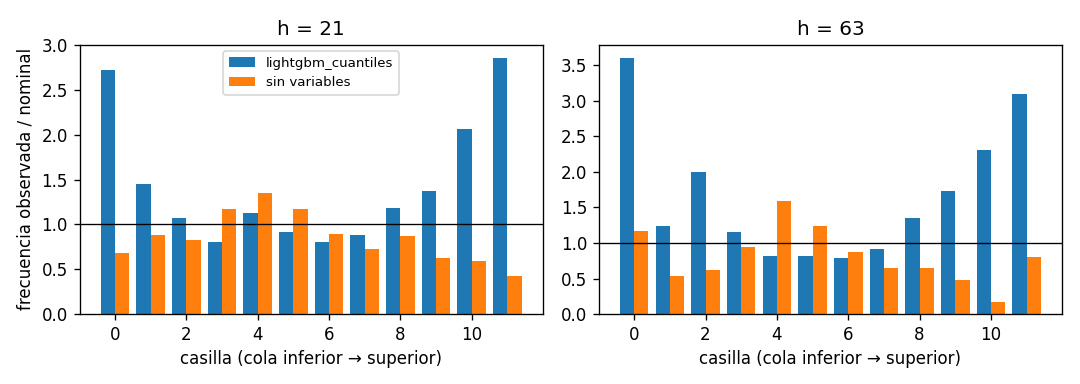 h = 21
frecuencia observada / nominal
3.0
2.5
2.0
1.5
1.0
0.5
0.0
lightgbm_cuantiles
sin variables
0 2 4 6 8 10
casilla (cola inferior → superior)
h = 63
3.5
3.0
2.5
2.0
1.5
1.0
0.5
0.0
0 2 4 6 8 10
casilla (cola inferior → superior)